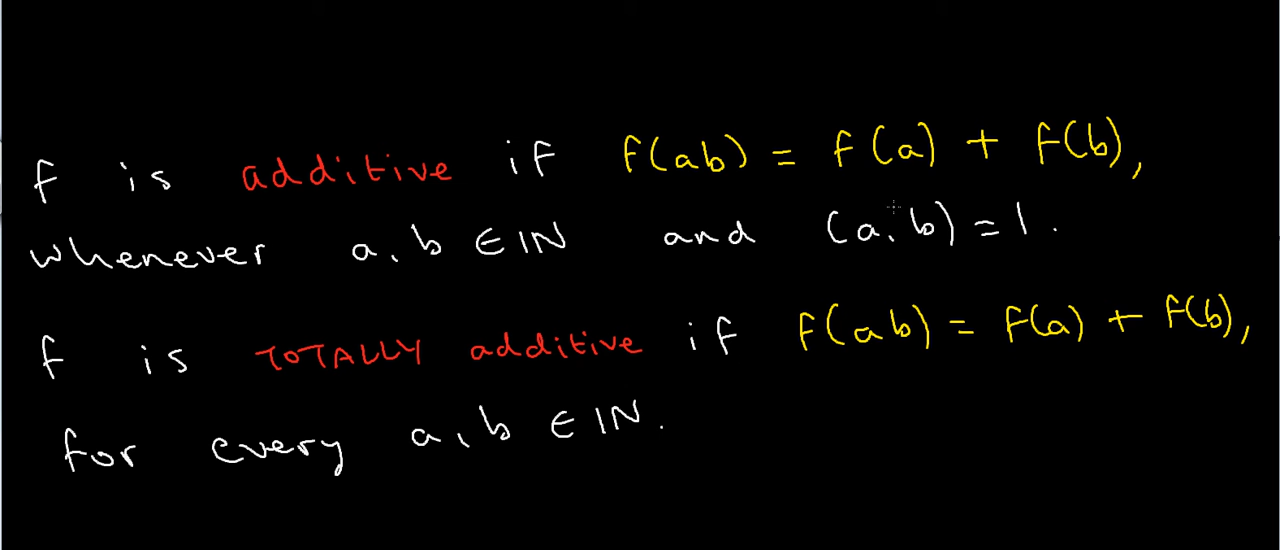 f is additive if f(ab) = f(a) + f(b),
whenever a, b ∈ ℕ and (a, b) = 1.
f is TOTALLY additive if f(ab) = f(a) + f(b),
for every a, b ∈ ℕ.